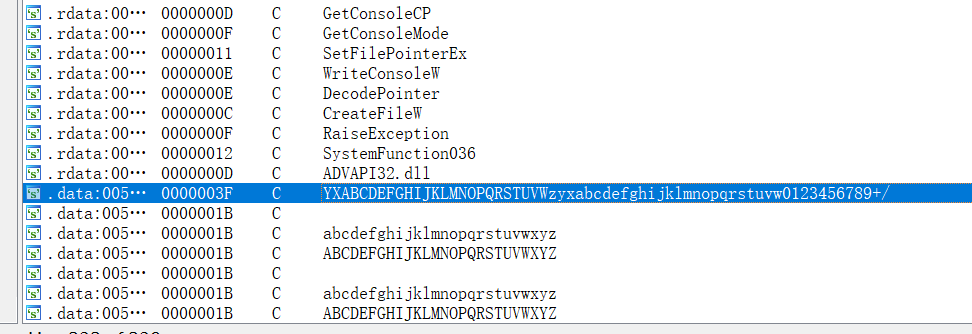 .rdata:00… 0000000D C GetConsoleCP
.rdata:00… 0000000F C GetConsoleMode
.rdata:00… 00000011 C SetFilePointerEx
.rdata:00… 0000000E C WriteConsoleW
.rdata:00… 0000000E C DecodePointer
.rdata:00… 0000000C C CreateFileW
.rdata:00… 0000000F C RaiseException
.rdata:00… 00000012 C SystemFunction036
.rdata:00… 0000000D C ADVAPI32.dll
.data:005… 0000003F C YXABCDEFGHIJKLMNOPQRSTUVWzyxabcdefghijklmnopqrstuvw0123456789+/
.data:005… 0000001B C
.data:005… 0000001B C abcdefghijklmnopqrstuvwxyz
.data:005… 0000001B C ABCDEFGHIJKLMNOPQRSTUVWXYZ
.data:005… 0000001B C
.data:005… 0000001B C abcdefghijklmnopqrstuvwxyz
.data:005… 0000001B C ABCDEFGHIJKLMNOPQRSTUVWXYZ